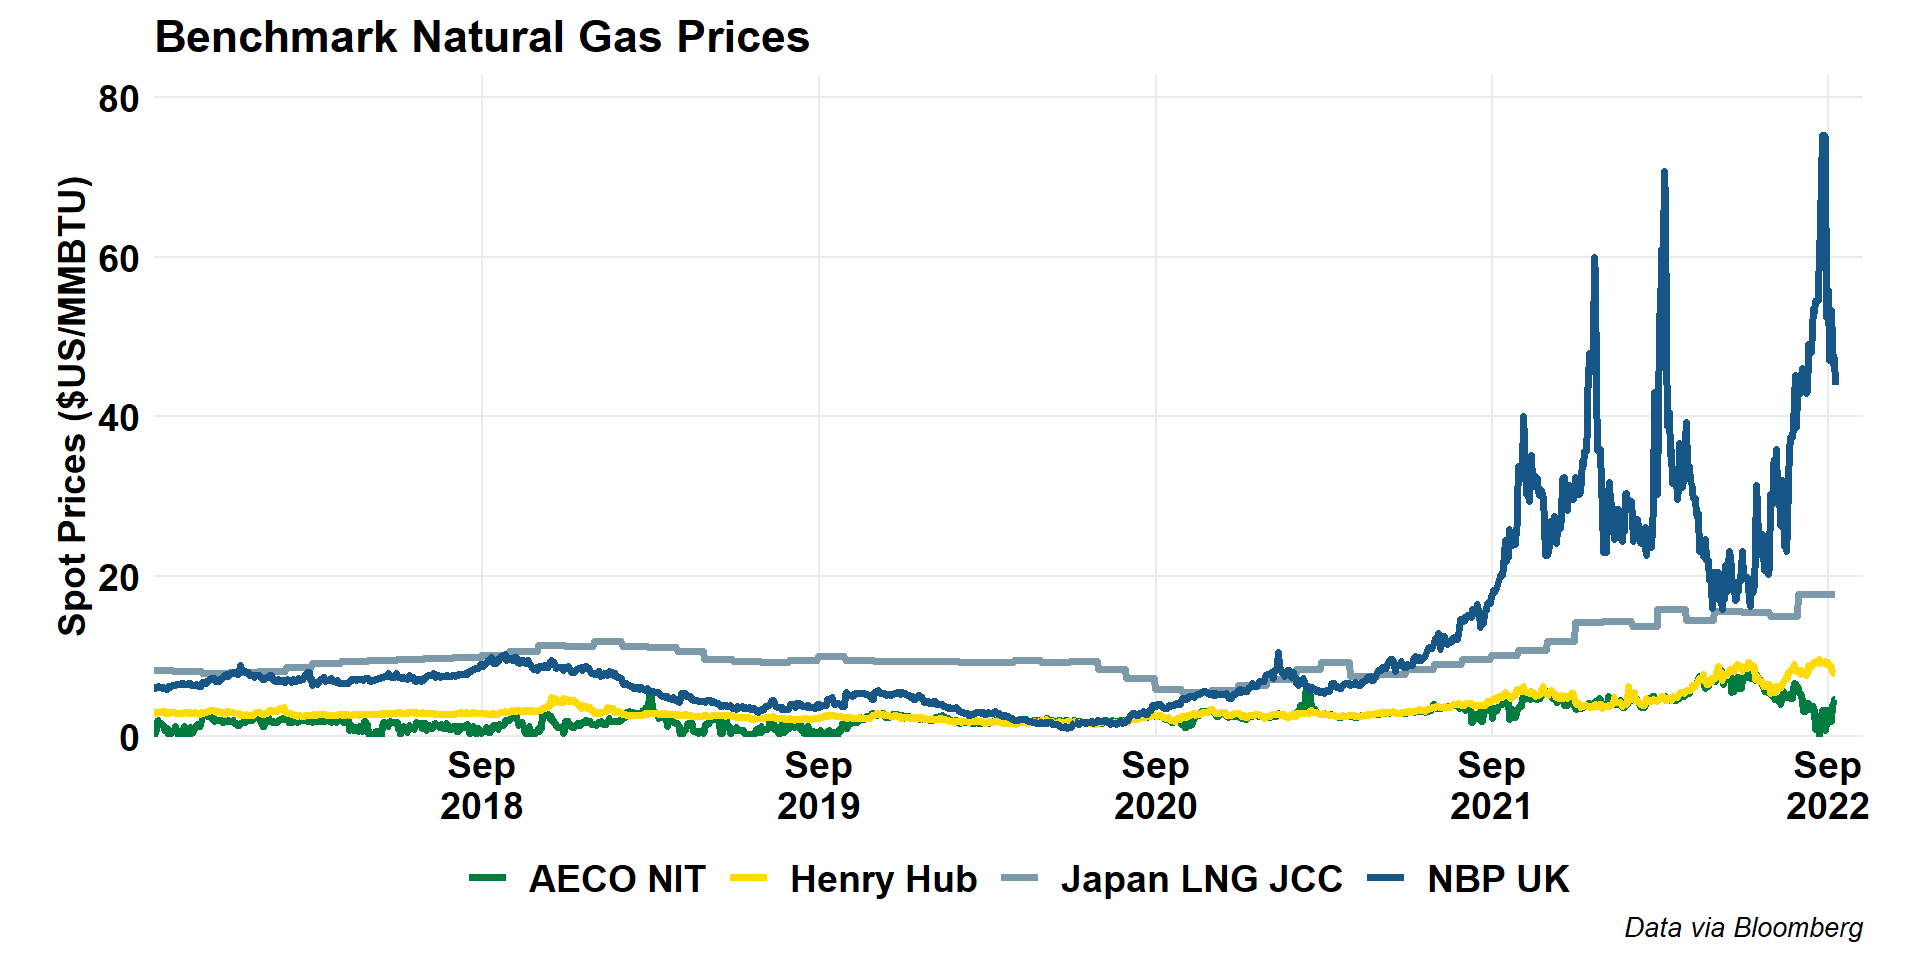 Benchmark Natural Gas Prices
Spot Prices ($US/MMBTU)
80
60
40
20
0
Sep 2018
Sep 2019
Sep 2020
Sep 2021
Sep 2022
AECO NIT
Henry Hub
Japan LNG JCC
NBP UK
Data via Bloomberg